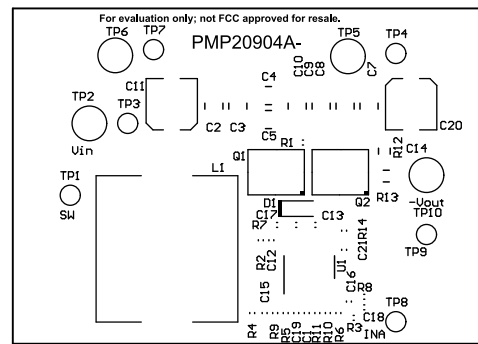 For evaluation only; not FCC approved for resale.
TP6
TP7
PMP20904A-
TP5
TP4
C10
C9
C8
C7
C11
C4
TP2
TP3
Vin
C2
C3
C5
C20
R1
R12
C14
Q1
L1
TP1
SW
R13
-Vout
D1
Q2
C17
C13
TP10
R7
R14
TP9
R2
C12
C21
U1
C15
C16
R8
TP8
R4
R9
R5
C19
C1
R11
R10
R6
R3
C18
INA